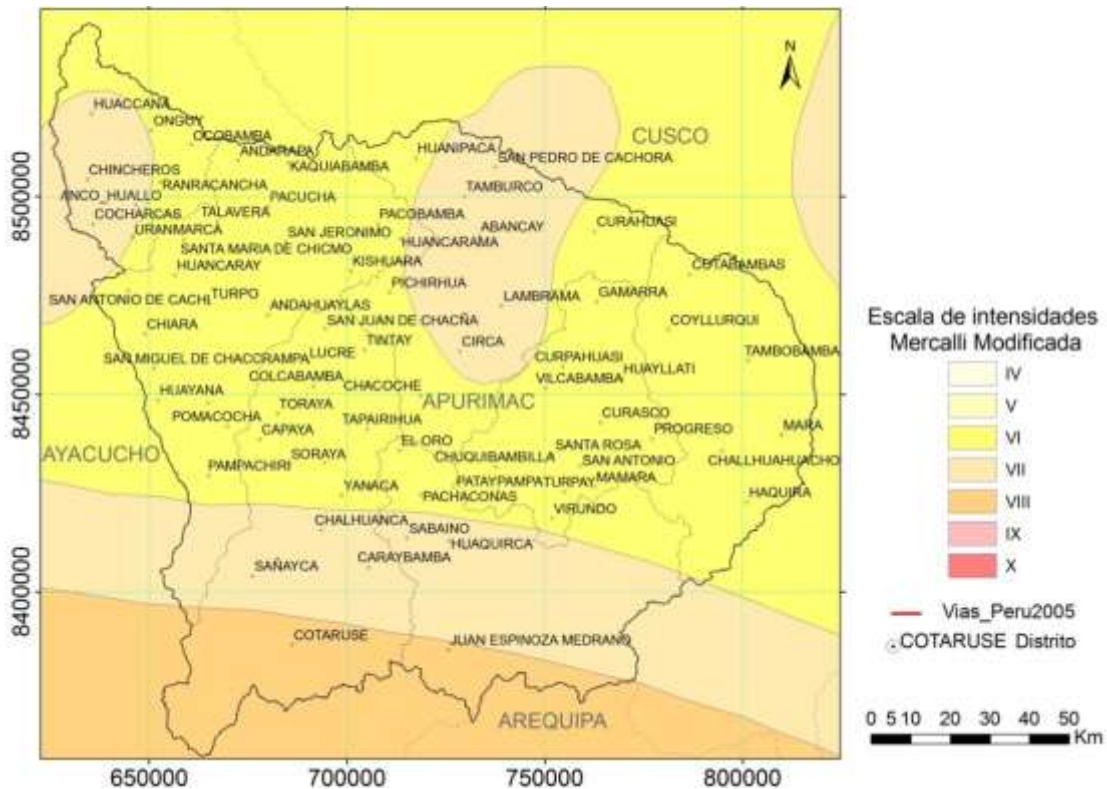 N
HUACCANA
ONGOY
OCOBAMBA
ANDARAPA
HUANIPACA
CUSCO
KAQUIABAMBA
SAN PEDRO DE CACHORA
CHINCHEROS
RANRACANCHA
TAMBURCO
ANCO_HUALLO
PACUCHA
COCHARCAS
TALAVERA
PACOBAMBA
ABANCAY
CURAHUASI
URANMARCA
SAN JERONIMO
HUANCARAMA
SANTA MARIA DE CHICMO
KISHUARA
HUANCARAY
COTABAMBAS
PICHIRHUA
SAN ANTONIO DE CACHI
TURPO
ANDAHUAYLAS
LAMBRAMA
GAMARRA
CHIARA
SAN JUAN DE CHACÑA
COYLLURQUI
TINTAY
CIRCA
SAN MIGUEL DE CHACCRAMPA
LUCRE
CURPAHUASI
TAMBOBAMBA
COLCABAMBA
CHACOCHE
VILCABAMBA
HUAYLLATI
HUAYANA
TORAYA
APURIMAC
POMACOCHA
TAPAIRIHUA
CURASCO
CAPAYA
PROGRESO
MARA
EL ORO
AYACUCHO
SORAYA
CHUQUIBAMBILLA
SANTA ROSA
SAN ANTONIO
CHALLHUAHUACHO
PAMPACHIRI
YANACA
PATAYPAMPA
TURPAY
MAMARA
PACHACONAS
HAQUIRA
VIRUNDO
CHALHUANCA
SABAINO
HUAQUIRCA
SAÑAYCA
CARAYBAMBA
COTARUSE
JUAN ESPINOZA MEDRANO
AREQUIPA
8500000
8450000
8400000
650000 700000 750000 800000
Escala de intensidades
Mercalli Modificada
IV
V
VI
VII
VIII
IX
X
Vias_Peru2005
COTARUSE Distrito
0 5 10 20 30 40 50
Km